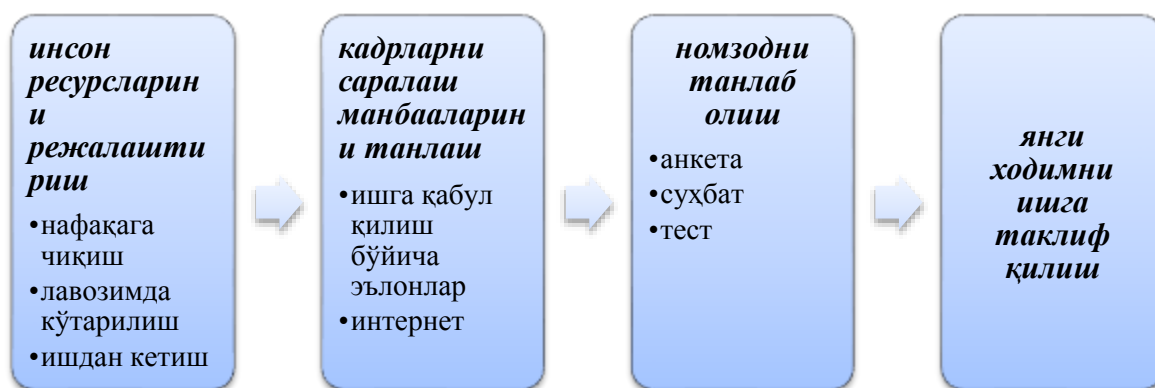 инсон
ресурсларин
и
режалашти
риш
•нафақага
чиқиш
•лавозимда
кўтарилиш
•ишдан кетиш
кадрларни
саралаш
манбааларин
и танлаш
•ишга қабул
қилиш
бўйича
эълонлар
•интернет
номзодни
танлаб
олиш
•анкета
•суҳбат
•тест
янги
ходимни
ишга
таклиф
қилиш